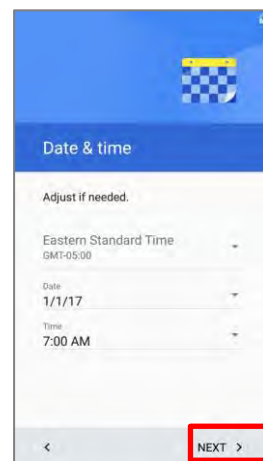 Date & time
Adjust if needed.
Eastern Standard Time
GMT-05:00
Date
1/1/17
Time
7:00 AM
NEXT